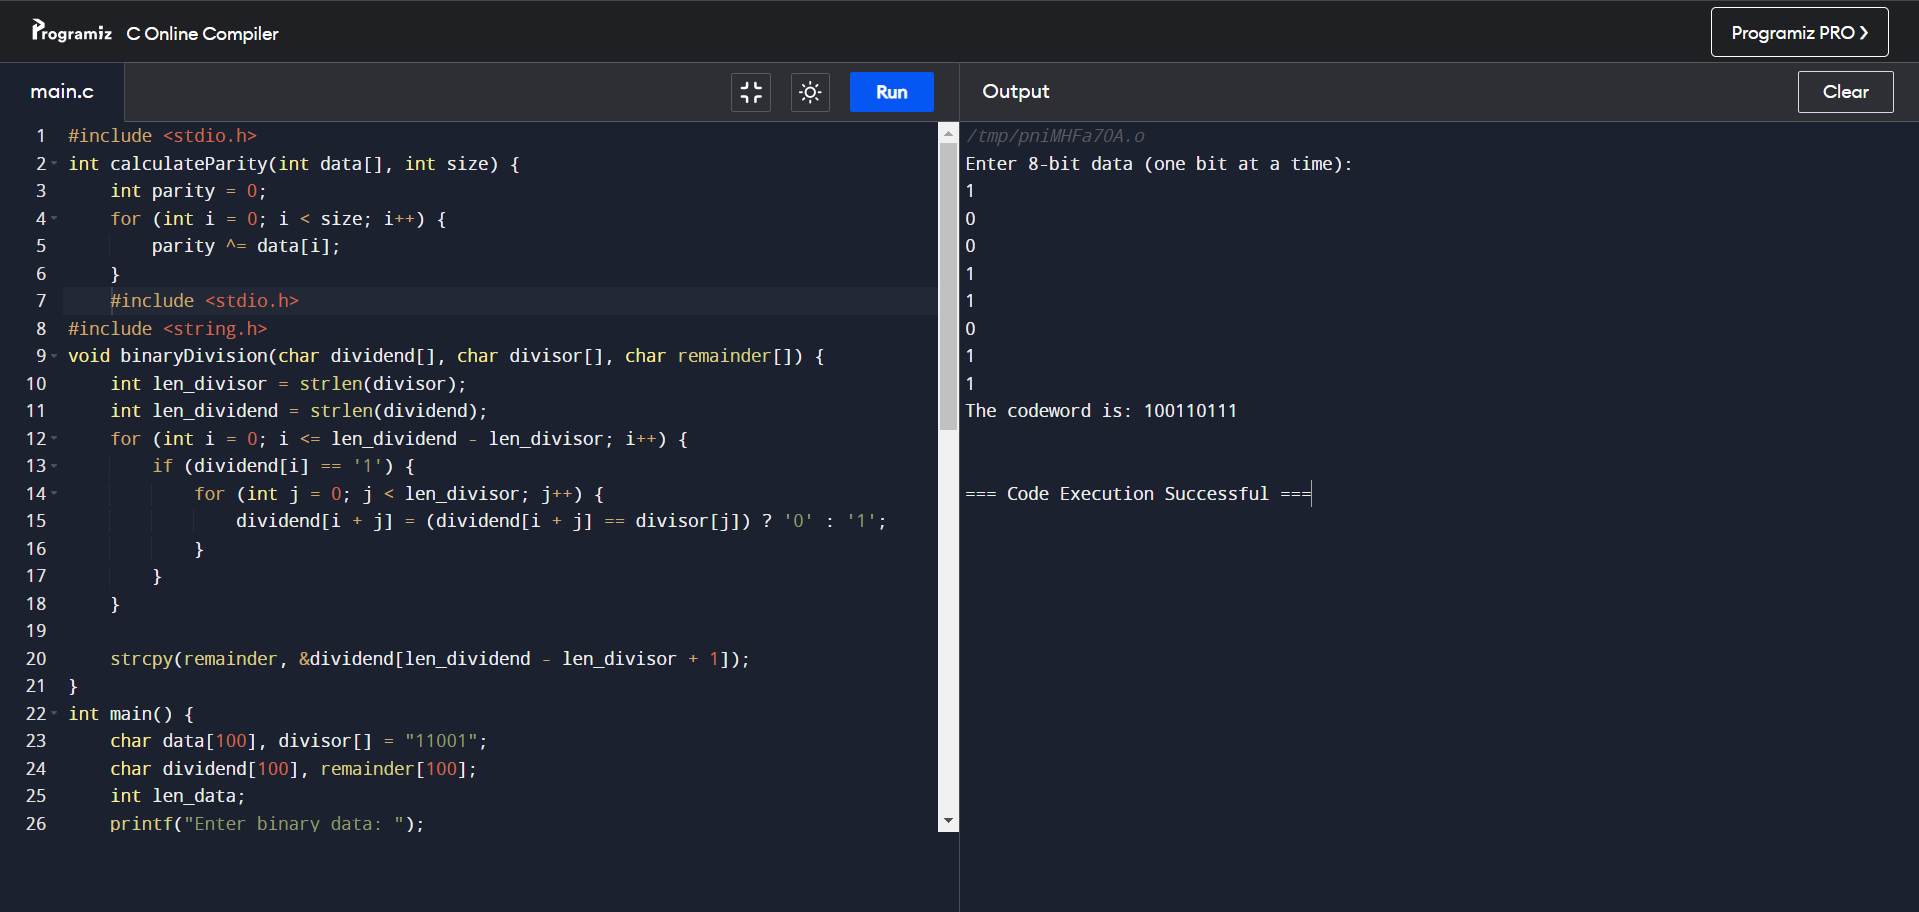 Programiz C Online Compiler
Programiz PRO ❯
main.c
Run
Output
Clear
1 #include <stdio.h>
2 int calculateParity(int data[], int size) {
3     int parity = 0;
4     for (int i = 0; i < size; i++) {
5         parity ^= data[i];
6     }
7     #include <stdio.h>
8 #include <string.h>
9 void binaryDivision(char dividend[], char divisor[], char remainder[]) {
10     int len_divisor = strlen(divisor);
11     int len_dividend = strlen(dividend);
12     for (int i = 0; i <= len_dividend - len_divisor; i++) {
13         if (dividend[i] == '1') {
14             for (int j = 0; j < len_divisor; j++) {
15                 dividend[i + j] = (dividend[i + j] == divisor[j]) ? '0' : '1';
16             }
17         }
18     }
19
20     strcpy(remainder, &dividend[len_dividend - len_divisor + 1]);
21 }
22 int main() {
23     char data[100], divisor[] = "11001";
24     char dividend[100], remainder[100];
25     int len_data;
26     printf("Enter binary data: ");
/tmp/pniMHFa7OA.o
Enter 8-bit data (one bit at a time):
1
0
0
1
1
0
1
1
The codeword is: 100110111
=== Code Execution Successful ===